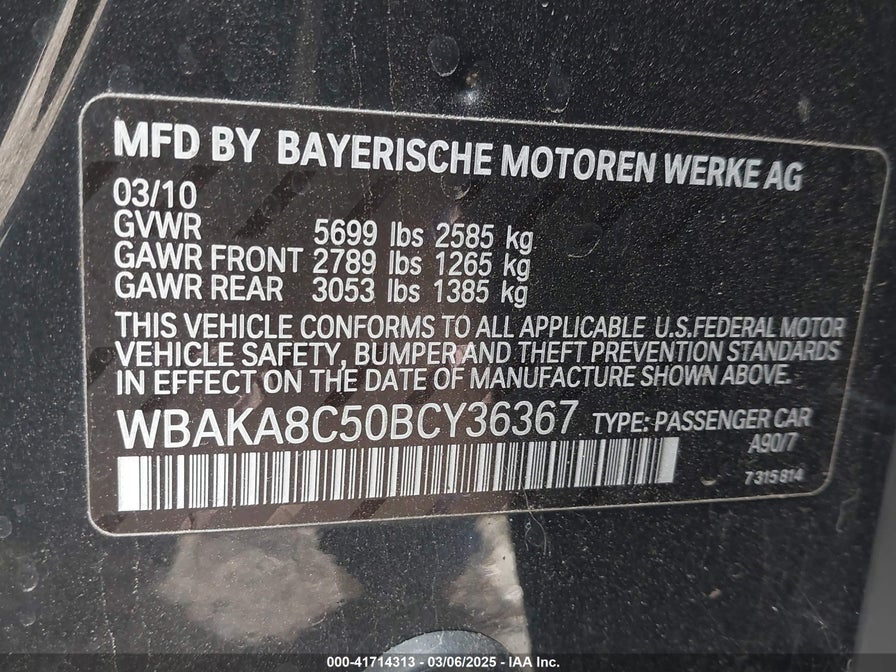 MFD BY BAYERISCHE MOTOREN WERKE AG
03/10
GVWR 5699 lbs 2585 kg
GAWR FRONT 2789 lbs 1265 kg
GAWR REAR 3053 lbs 1385 kg
THIS VEHICLE CONFORMS TO ALL APPLICABLE U.S.FEDERAL MOTOR
VEHICLE SAFETY, BUMPER AND THEFT PREVENTION STANDARDS
IN EFFECT ON THE DATE OF MANUFACTURE SHOWN ABOVE.
WBAKA8C50BCY36367 TYPE: PASSENGER CAR
A90/7
7 315 814
000-41714313 - 03/06/2025 - IAA Inc.